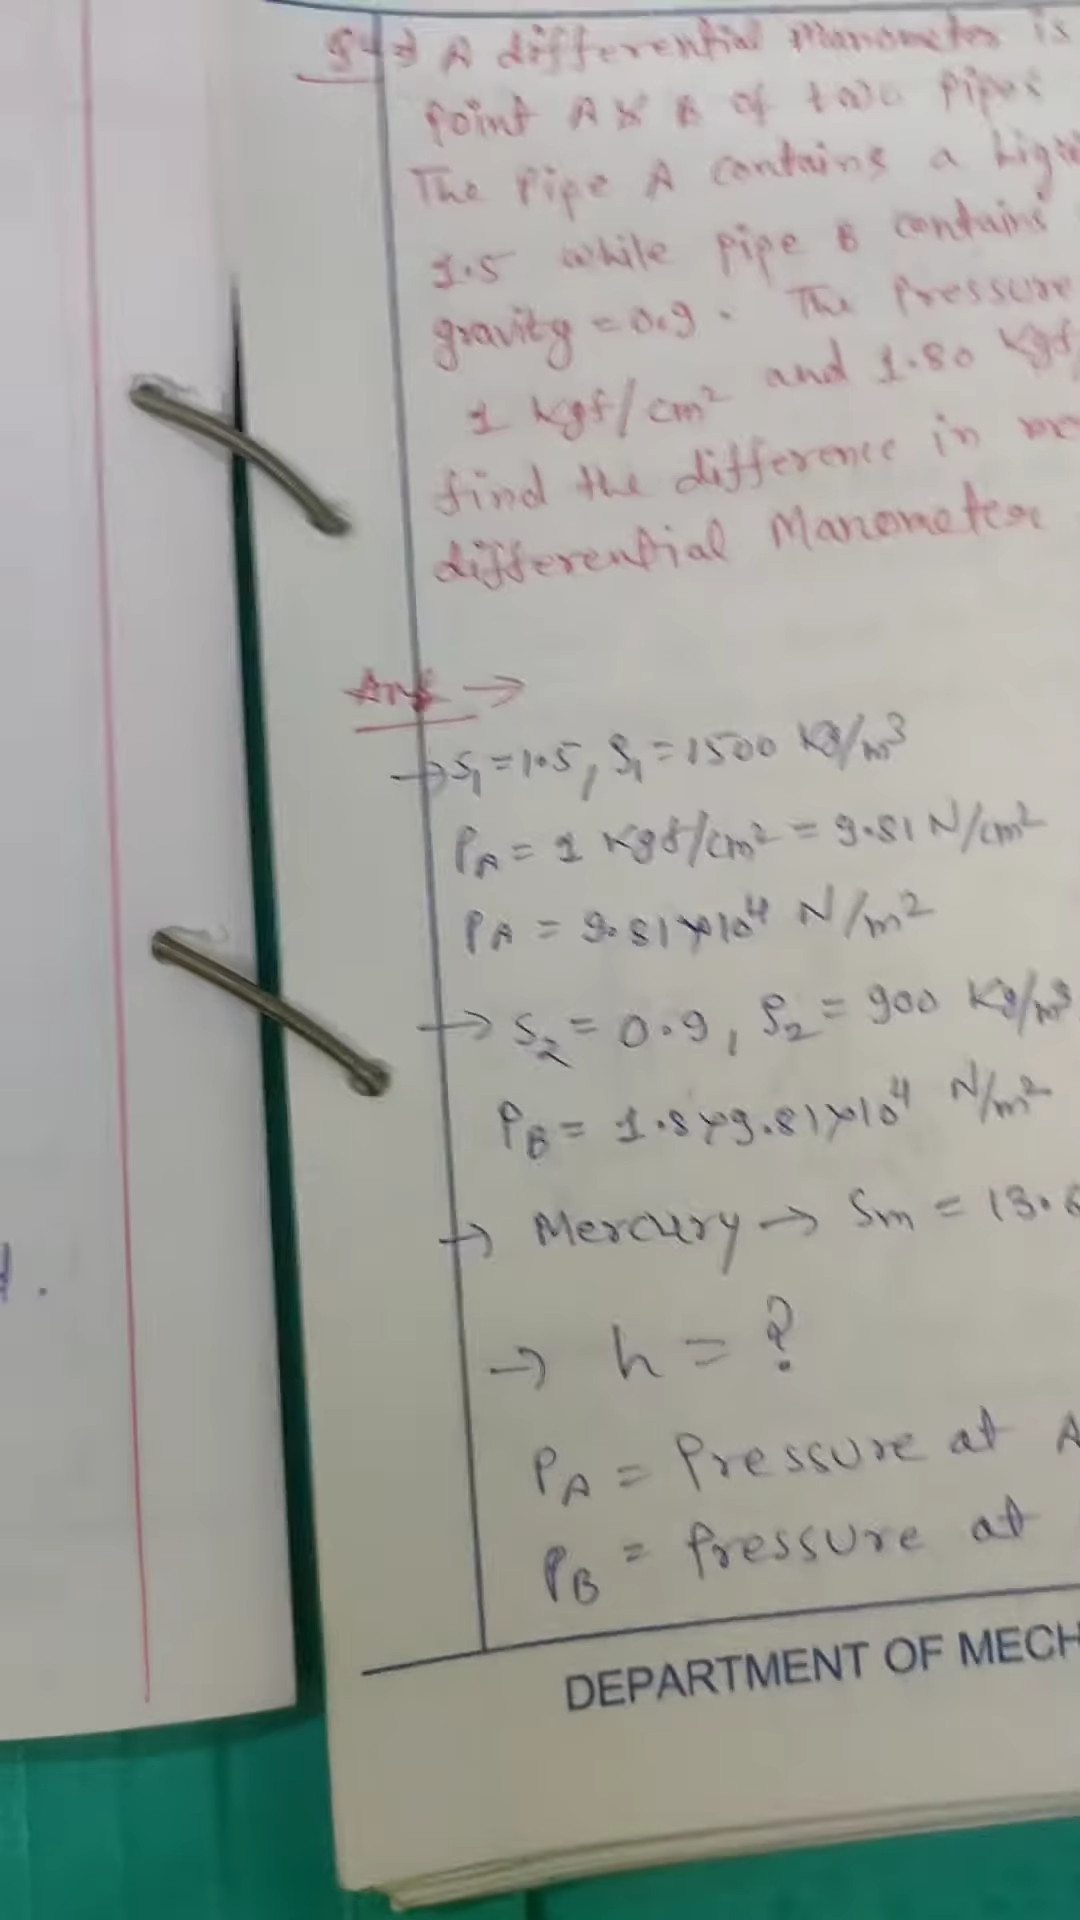 Q-4 → A differential Manometer is
point A & B of two pipes
The Pipe A contains a liqui
1.5 while pipe B contains
gravity = 0.9. The Pressure
1 kgf/cm² and 1.80 kgf/
find the difference in me
differential Manometer
Ans →
→ S₁ = 1.5, ρ₁ = 1500 Kg/m³
PA = 1 kgf/cm² = 9.81 N/cm²
PA = 9.81×10⁴ N/m²
→ S₂ = 0.9, ρ₂ = 900 Kg/m³
PB = 1.8×9.81×10⁴ N/m²
→ Mercury → Sm = 13.6
→ h = ?
PA = Pressure at A
d.
PB = Pressure at
DEPARTMENT OF MECH